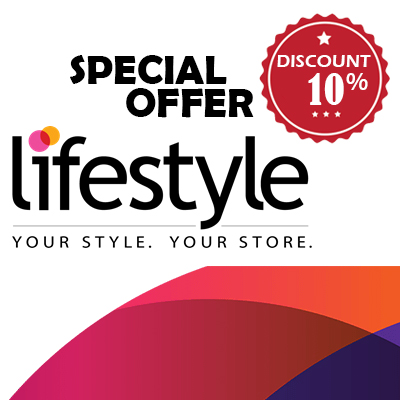 SPECIAL
OFFER
DISCOUNT
10%
lifestyle
YOUR STYLE. YOUR STORE.